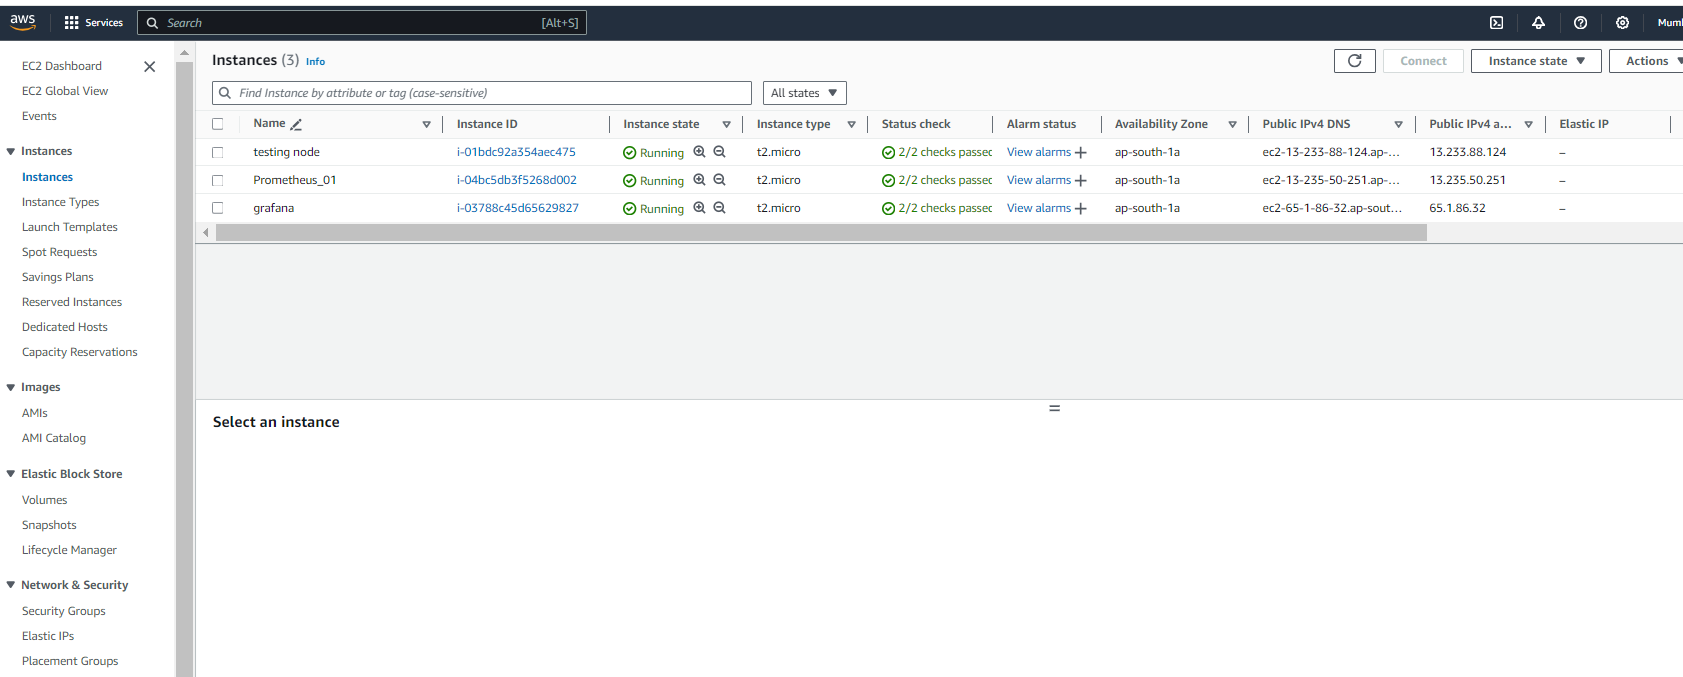 aws
Services
Search [Alt+S]
Mum
EC2 Dashboard
EC2 Global View
Events
Instances
Instances
Instance Types
Launch Templates
Spot Requests
Savings Plans
Reserved Instances
Dedicated Hosts
Capacity Reservations
Images
AMIs
AMI Catalog
Elastic Block Store
Volumes
Snapshots
Lifecycle Manager
Network & Security
Security Groups
Elastic IPs
Placement Groups
Instances (3) Info
Connect
Instance state
Actions
Find Instance by attribute or tag (case-sensitive)
All states
Name Instance ID Instance state Instance type Status check Alarm status Availability Zone Public IPv4 DNS Public IPv4 a... Elastic IP
testing node i-01bdc92a354aec475 Running t2.micro 2/2 checks passed View alarms + ap-south-1a ec2-13-233-88-124.ap-... 13.233.88.124 –
Prometheus_01 i-04bc5db3f5268d002 Running t2.micro 2/2 checks passed View alarms + ap-south-1a ec2-13-235-50-251.ap-... 13.235.50.251 –
grafana i-03788c45d65629827 Running t2.micro 2/2 checks passed View alarms + ap-south-1a ec2-65-1-86-32.ap-sout... 65.1.86.32 –
Select an instance